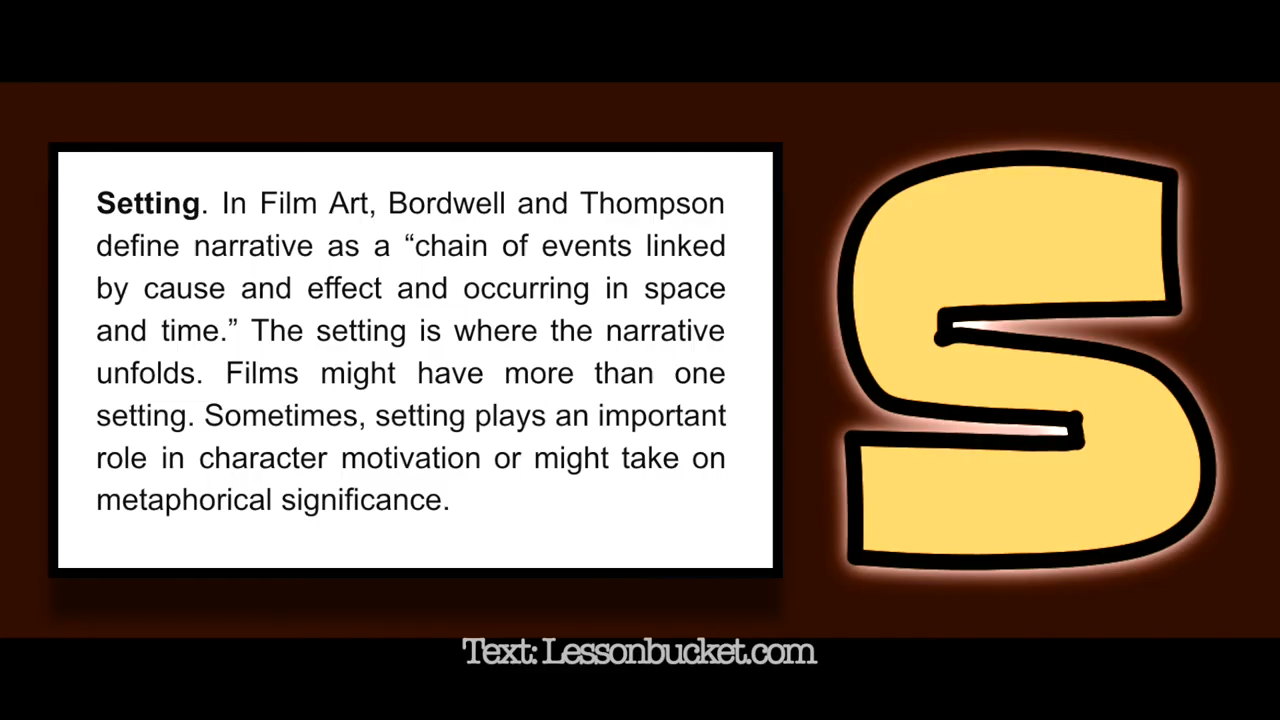 Setting. In Film Art, Bordwell and Thompson
define narrative as a “chain of events linked
by cause and effect and occurring in space
and time.” The setting is where the narrative
unfolds. Films might have more than one
setting. Sometimes, setting plays an important
role in character motivation or might take on
metaphorical significance.
S
Text: Lessonbucket.com